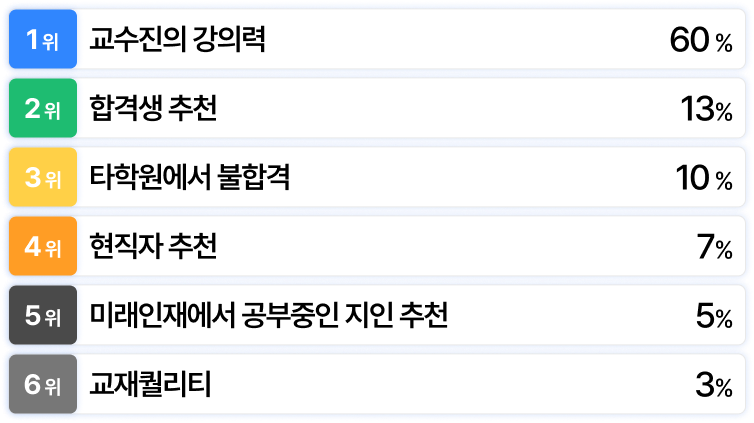 1위 교수진의 강의력 60 %
2위 합격생 추천 13%
3위 타학원에서 불합격 10 %
4위 현직자 추천 7%
5위 미래인재에서 공부중인 지인 추천 5%
6위 교재퀄리티 3%